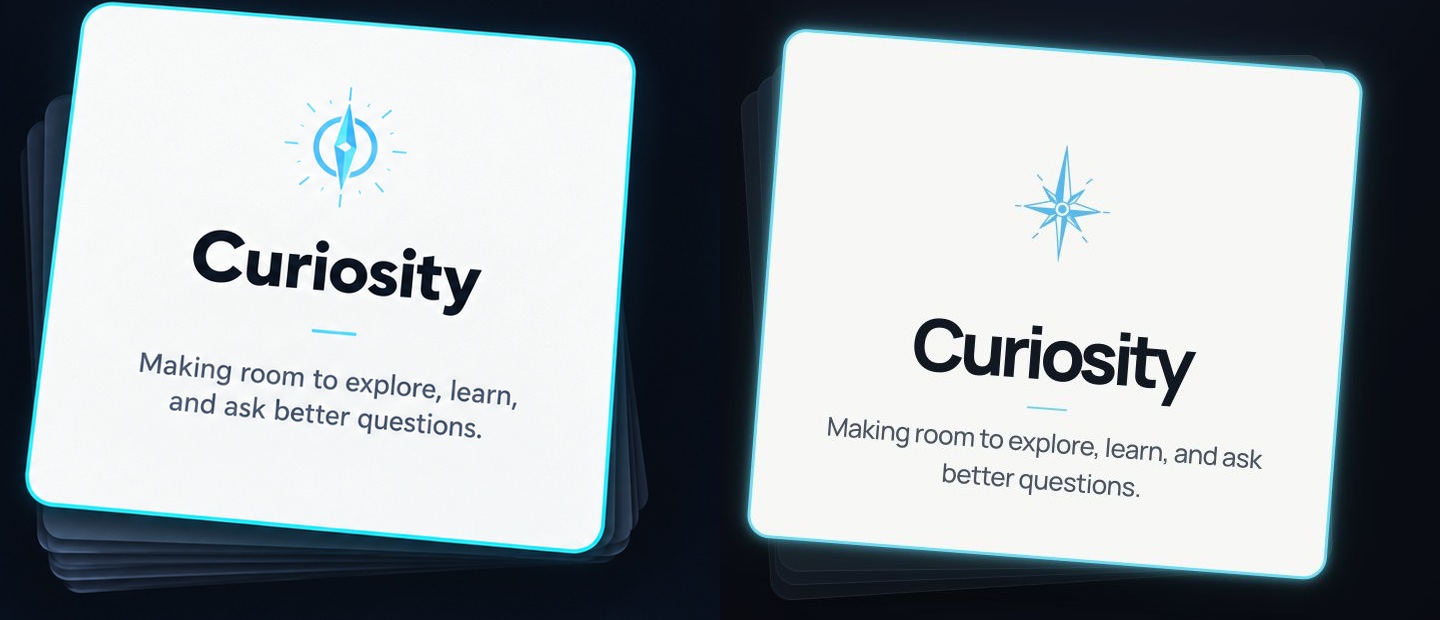 Curiosity
Making room to explore, learn,
and ask better questions.
Curiosity
Making room to explore, learn, and ask
better questions.